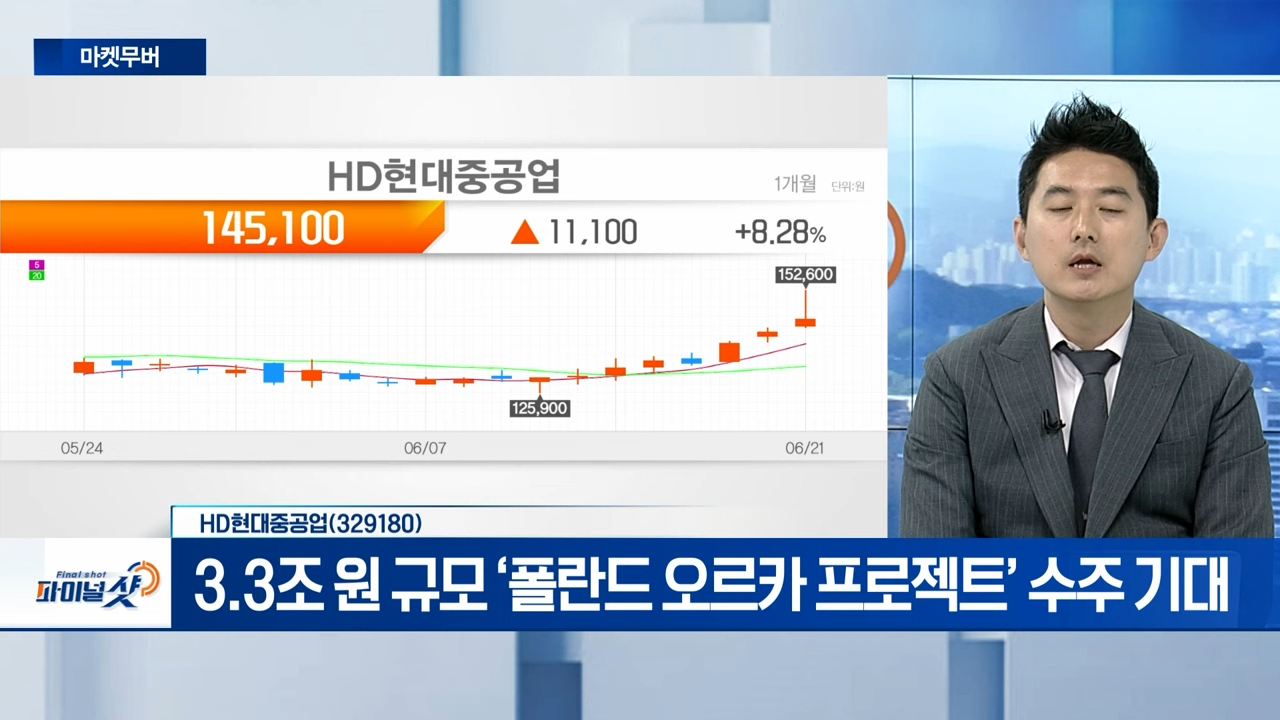 마켓무버
HD현대중공업
1개월 단위:원
145,100 ▲ 11,100 +8.28%
5
20
152,600
125,900
05/24 06/07 06/21
HD현대중공업(329180)
Final shot
파이널샷
3.3조 원 규모 ‘폴란드 오르카 프로젝트’ 수주 기대